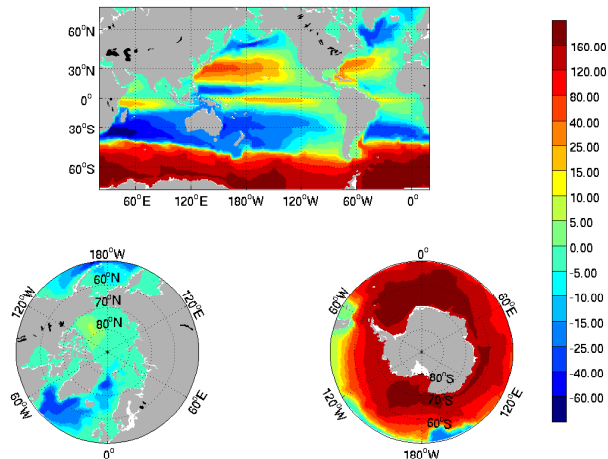 60°N
30°N
0°
30°S
60°S
60°E 120°E 180°W 120°W 60°W 0°
160.00
120.00
80.00
40.00
25.00
15.00
10.00
5.00
0.00
-5.00
-10.00
-15.00
-25.00
-40.00
-60.00
180°W
120°W
120°E
60°N
70°N
80°N
60°W
60°E
0°
0°
60°W
60°E
80°S
70°S
60°S
120°W
120°E
180°W